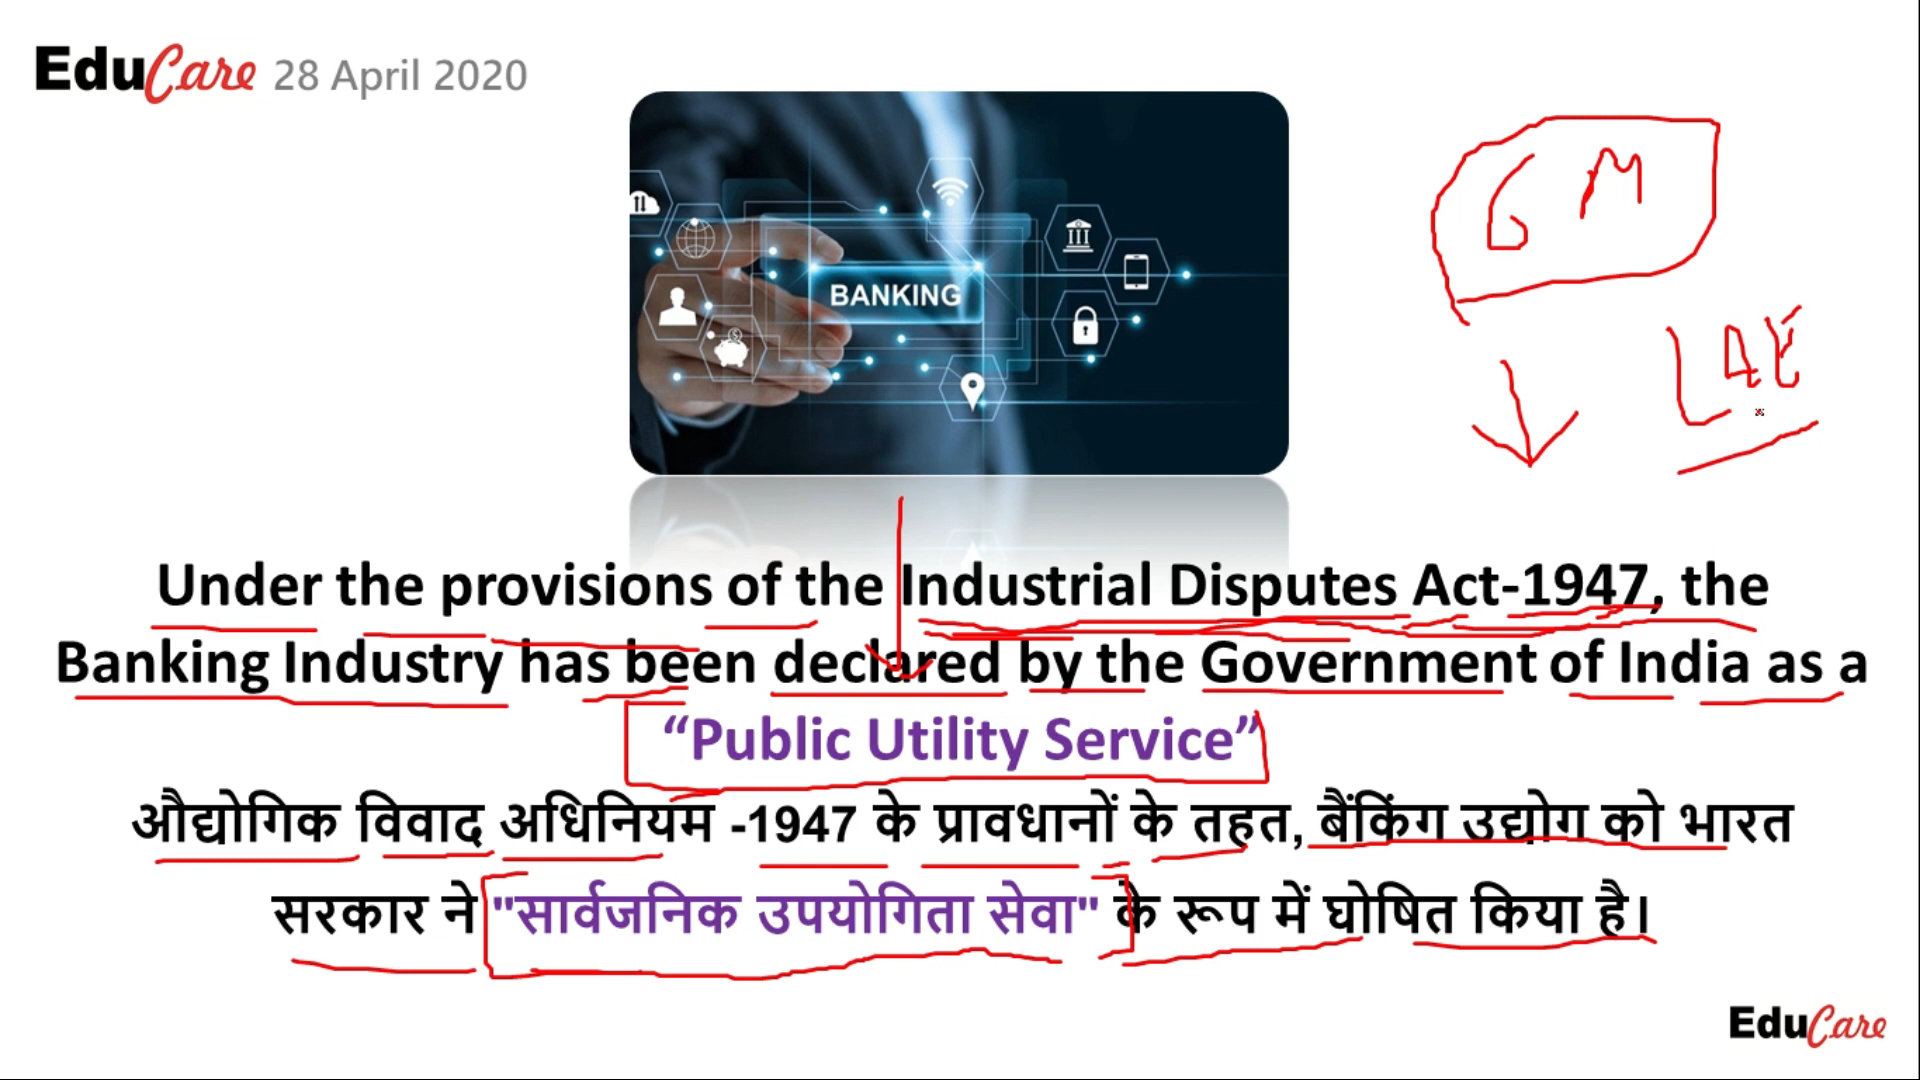 EduCare 28 April 2020
BANKING
6 M
Under the provisions of the Industrial Disputes Act-1947, the
Banking Industry has been declared by the Government of India as a
“Public Utility Service”
औद्योगिक विवाद अधिनियम -1947 के प्रावधानों के तहत, बैंकिंग उद्योग को भारत
सरकार ने "सार्वजनिक उपयोगिता सेवा" के रूप में घोषित किया है।
EduCare